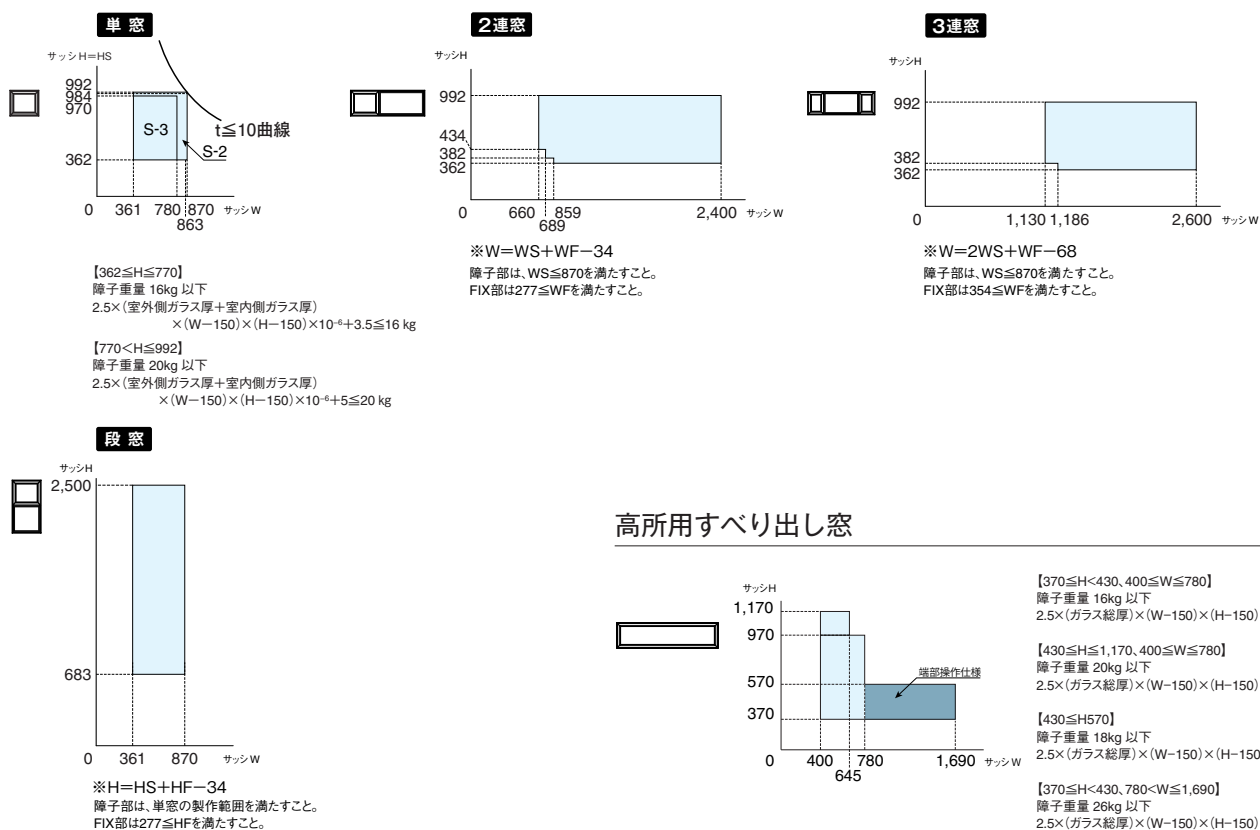 単 窓
サッシH=HS
992
984
970
362
S-3
t≦10曲線
S-2
0 361 780 870 サッシW
863
【362≦H≦770】
障子重量 16kg 以下
2.5×(室外側ガラス厚+室内側ガラス厚)
×(W−150)×(H−150)×10⁻⁶+3.5≦16 kg
【770<H≦992】
障子重量 20kg 以下
2.5×(室外側ガラス厚+室内側ガラス厚)
×(W−150)×(H−150)×10⁻⁶+5≦20 kg
2連窓
サッシH
992
434
382
362
0 660 859 2,400 サッシW
689
※W=WS+WF−34
障子部は、WS≦870を満たすこと。
FIX部は277≦WFを満たすこと。
3連窓
サッシH
992
382
362
0 1,130 1,186 2,600 サッシW
※W=2WS+WF−68
障子部は、WS≦870を満たすこと。
FIX部は354≦WFを満たすこと。
段 窓
サッシH
2,500
683
0 361 870 サッシW
※H=HS+HF−34
障子部は、単窓の製作範囲を満たすこと。
FIX部は277≦HFを満たすこと。
高所用すべり出し窓
サッシH
1,170
970
570
370
端部操作仕様
0 400 780 1,690 サッシW
645
【370≦H<430、400≦W≦780】
障子重量 16kg 以下
2.5×(ガラス総厚)×(W−150)×(H−150)
【430≦H≦1,170、400≦W≦780】
障子重量 20kg 以下
2.5×(ガラス総厚)×(W−150)×(H−150)
【430≦H570】
障子重量 18kg 以下
2.5×(ガラス総厚)×(W−150)×(H−150
【370≦H<430、780<W≦1,690】
障子重量 26kg 以下
2.5×(ガラス総厚)×(W−150)×(H−150)